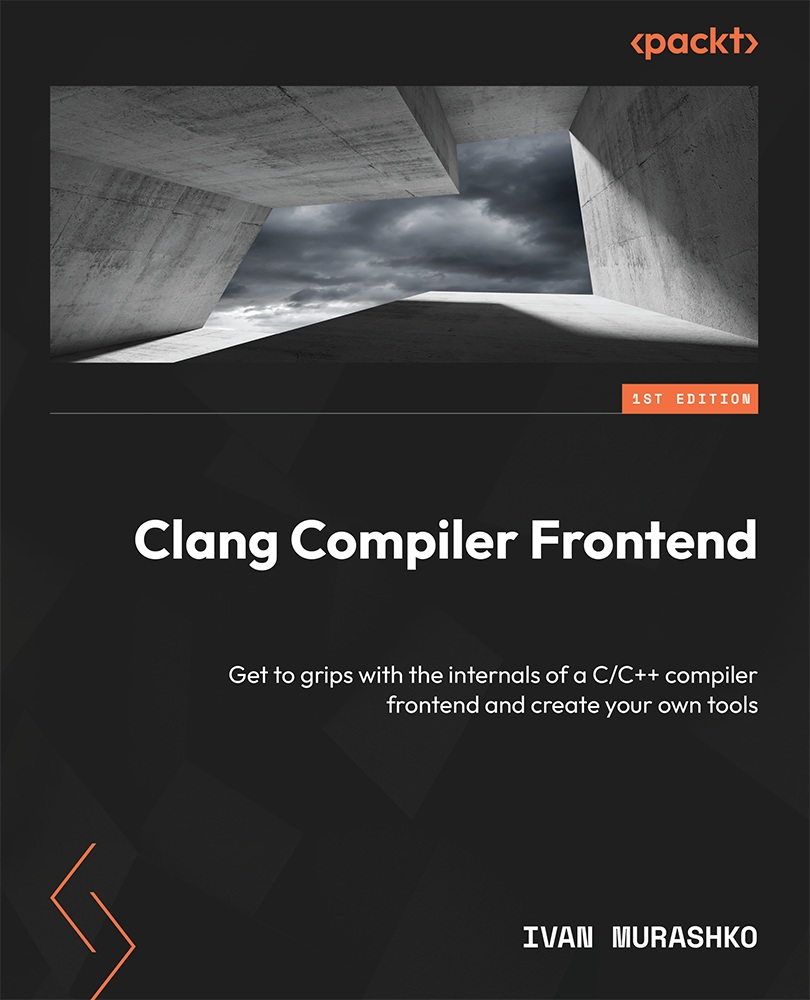 <packt>
1ST EDITION
Clang Compiler Frontend
Get to grips with the internals of a C/C++ compiler
frontend and create your own tools
IVAN MURASHKO